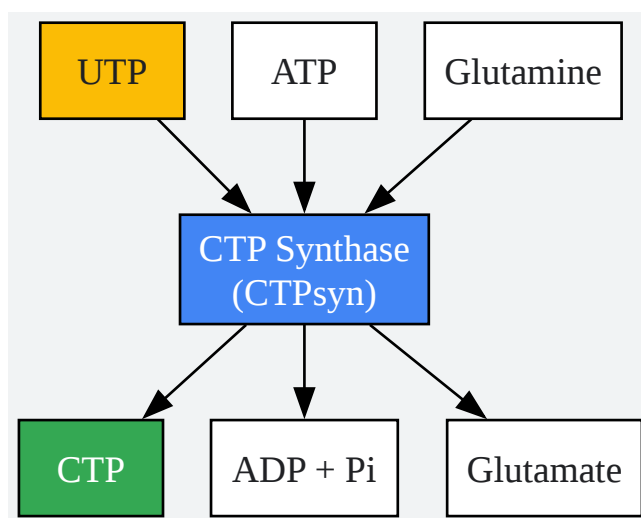 UTP
ATP
Glutamine
CTP Synthase
(CTPsyn)
CTP
ADP + Pi
Glutamate